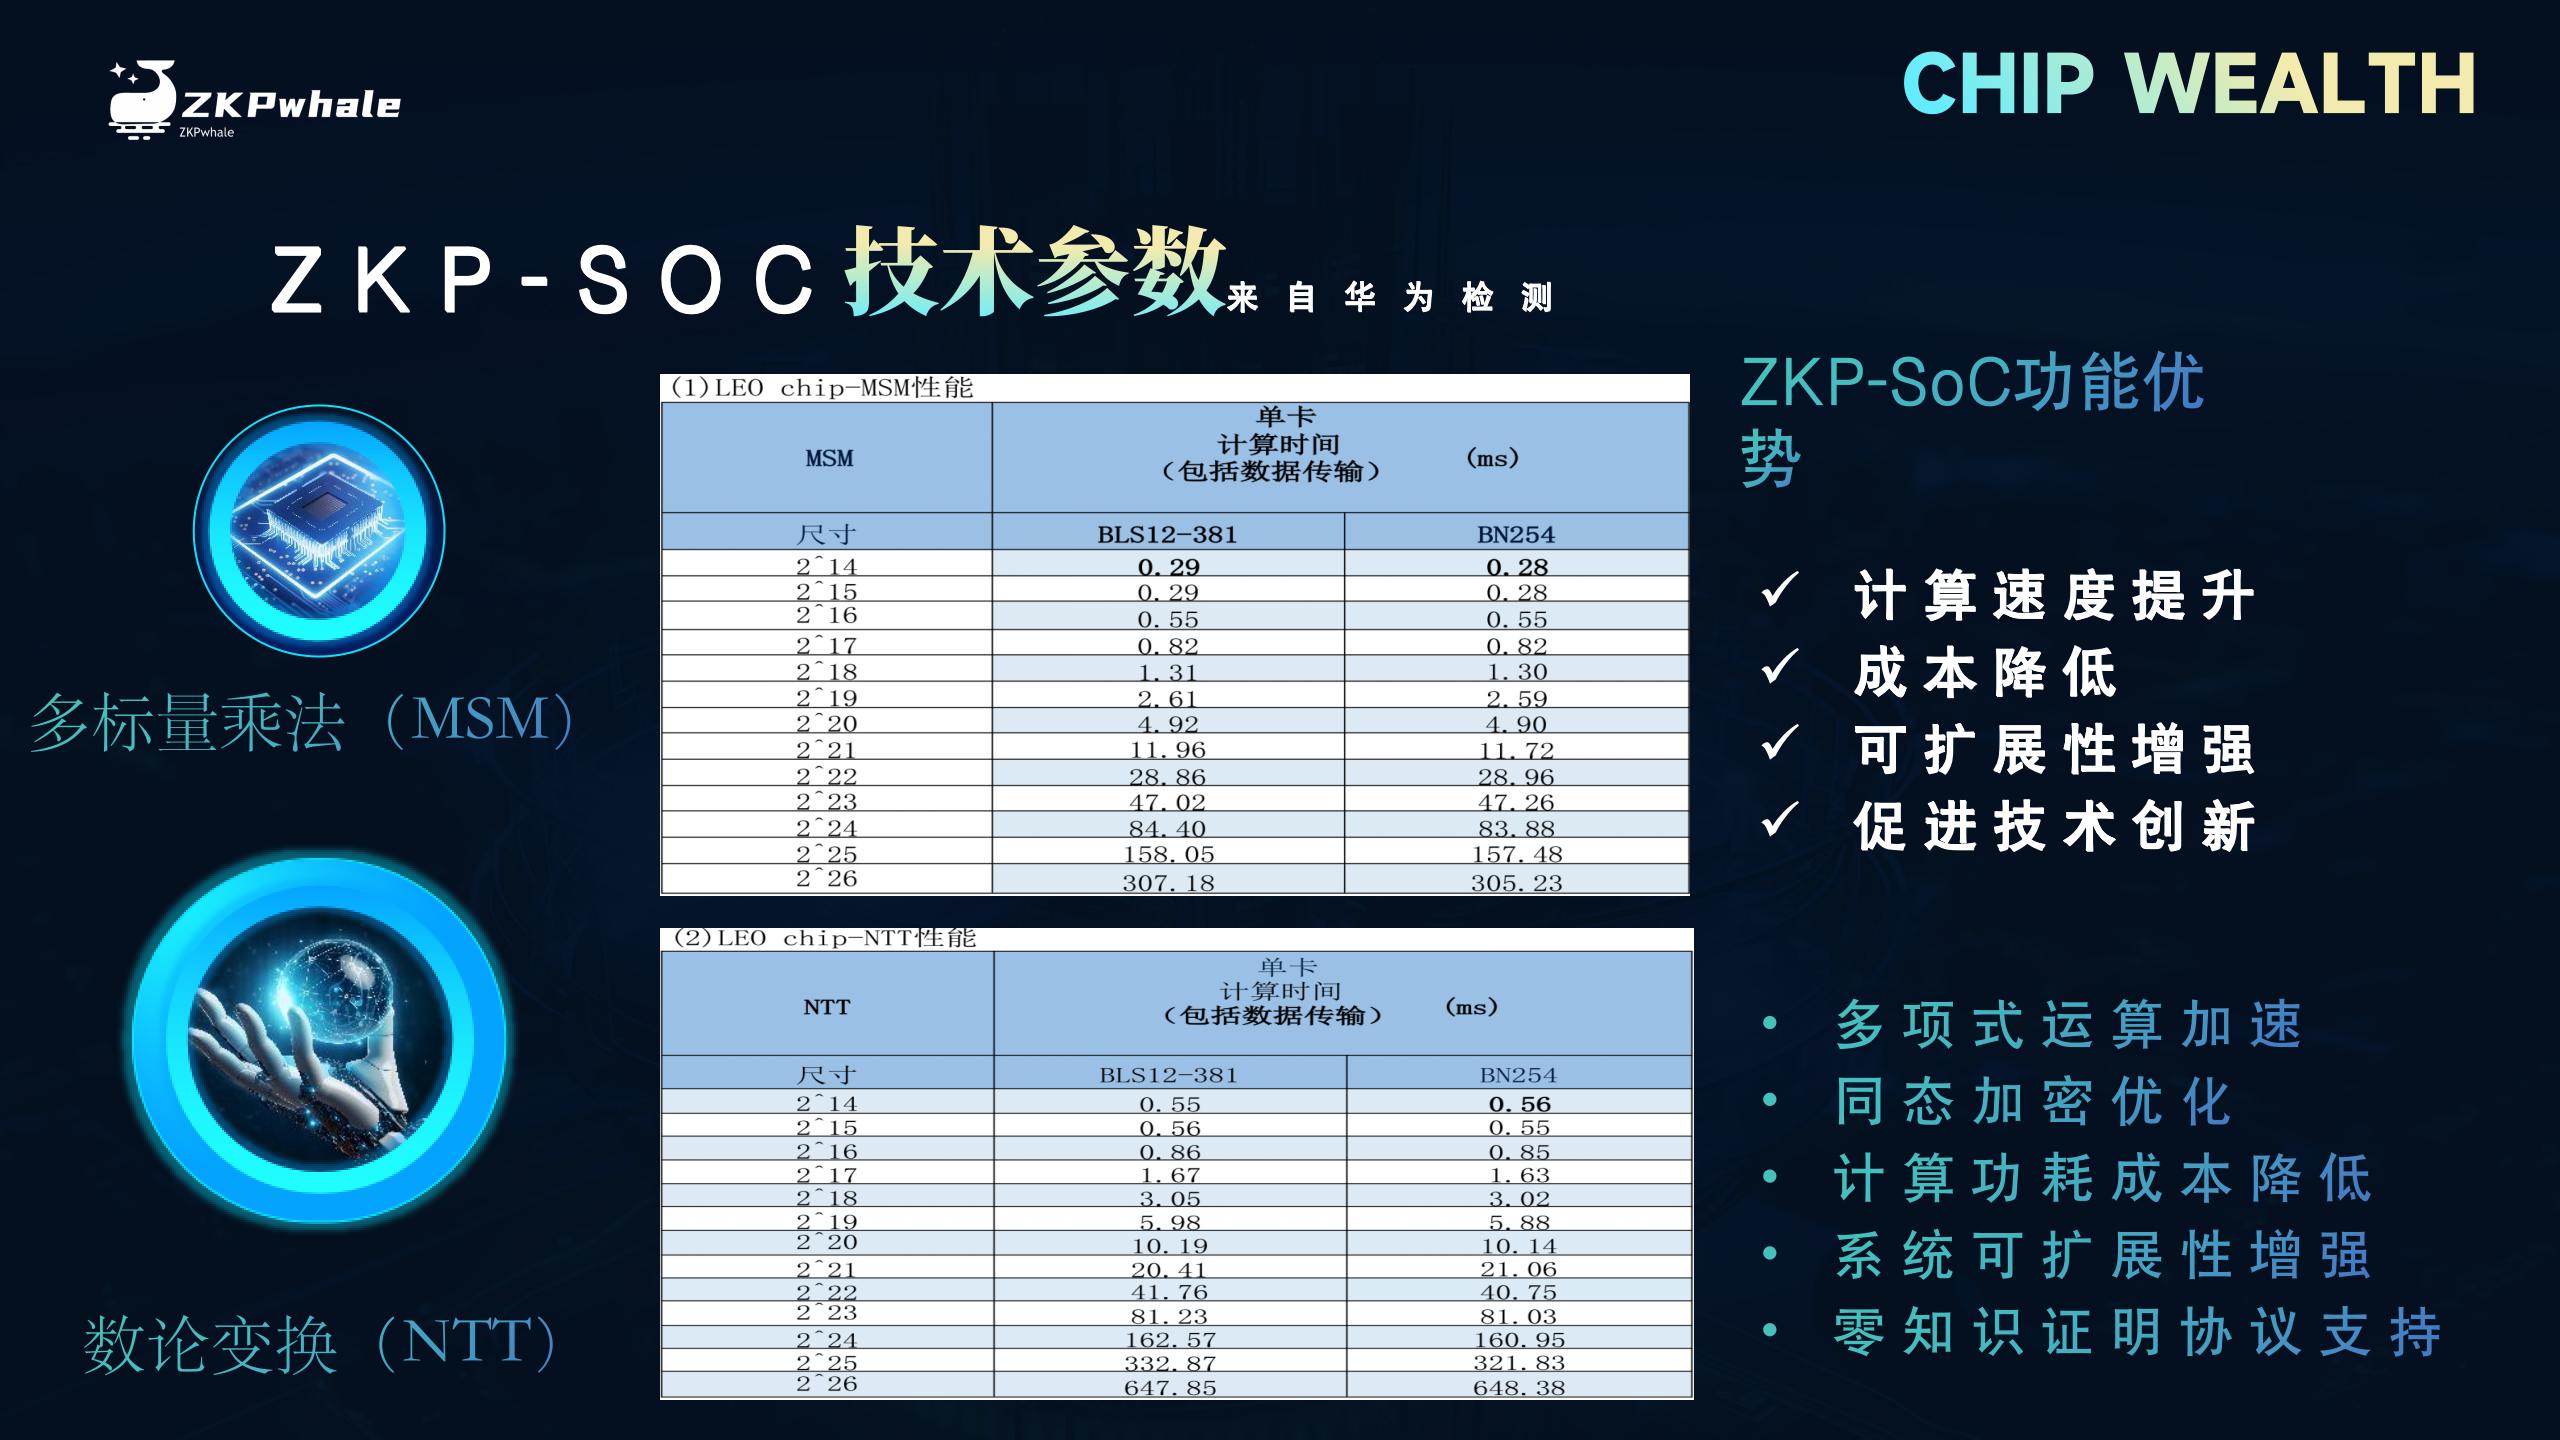 ZKPwhale
ZKPwhale
CHIP WEALTH
ZKP-SOC技术参数来自华为检测
多标量乘法（MSM）
数论变换（NTT）
(1)LEO chip-MSM性能
MSM 单卡
计算时间 (ms)
（包括数据传输）
尺寸 BLS12-381 BN254
2^14 0.29 0.28
2^15 0.29 0.28
2^16 0.55 0.55
2^17 0.82 0.82
2^18 1.31 1.30
2^19 2.61 2.59
2^20 4.92 4.90
2^21 11.96 11.72
2^22 28.86 28.96
2^23 47.02 47.26
2^24 84.40 83.88
2^25 158.05 157.48
2^26 307.18 305.23
(2)LEO chip-NTT性能
NTT 单卡
计算时间 (ms)
（包括数据传输）
尺寸 BLS12-381 BN254
2^14 0.55 0.56
2^15 0.56 0.55
2^16 0.86 0.85
2^17 1.67 1.63
2^18 3.05 3.02
2^19 5.98 5.88
2^20 10.19 10.14
2^21 20.41 21.06
2^22 41.76 40.75
2^23 81.23 81.03
2^24 162.57 160.95
2^25 332.87 321.83
2^26 647.85 648.38
ZKP-SoC功能优
势
✓ 计算速度提升
✓ 成本降低
✓ 可扩展性增强
✓ 促进技术创新
• 多项式运算加速
• 同态加密优化
• 计算功耗成本降低
• 系统可扩展性增强
• 零知识证明协议支持